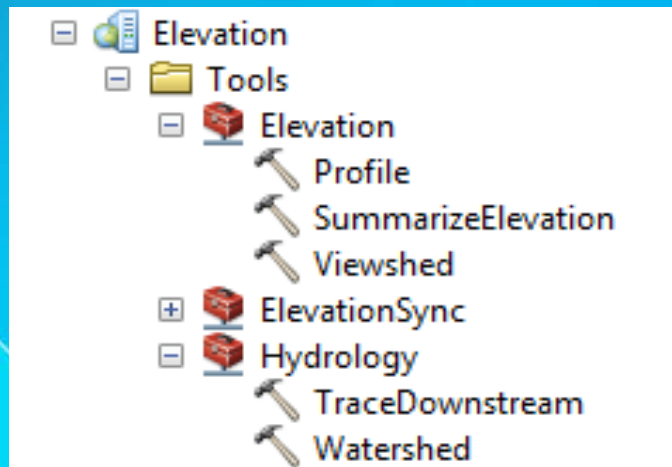 Elevation
Tools
Elevation
Profile
SummarizeElevation
Viewshed
ElevationSync
Hydrology
TraceDownstream
Watershed